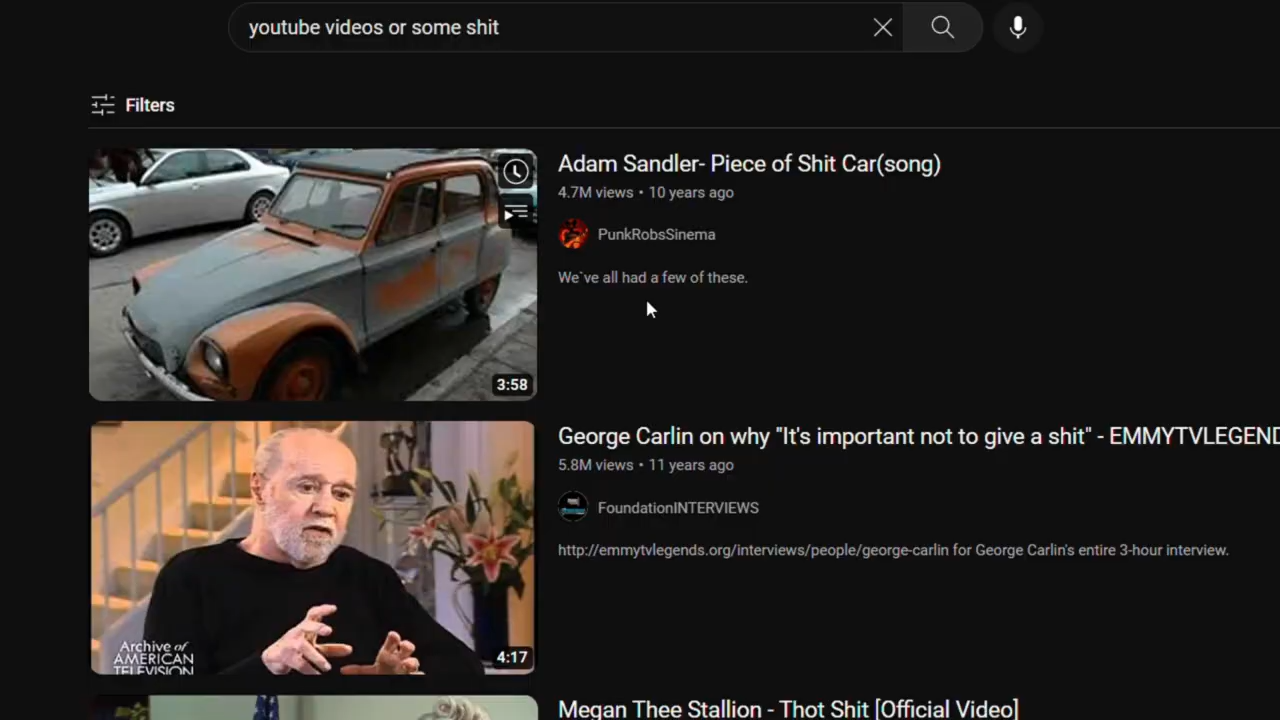 youtube videos or some shit
Filters
Adam Sandler- Piece of Shit Car(song)
4.7M views • 10 years ago
PunkRobsSinema
We´ve all had a few of these.
3:58
George Carlin on why "It's important not to give a shit" - EMMYTVLEGEND
5.8M views • 11 years ago
FoundationINTERVIEWS
http://emmytvlegends.org/interviews/people/george-carlin for George Carlin's entire 3-hour interview.
Archive of
AMERICAN
TELEVISION
4:17
Megan Thee Stallion - Thot Shit [Official Video]